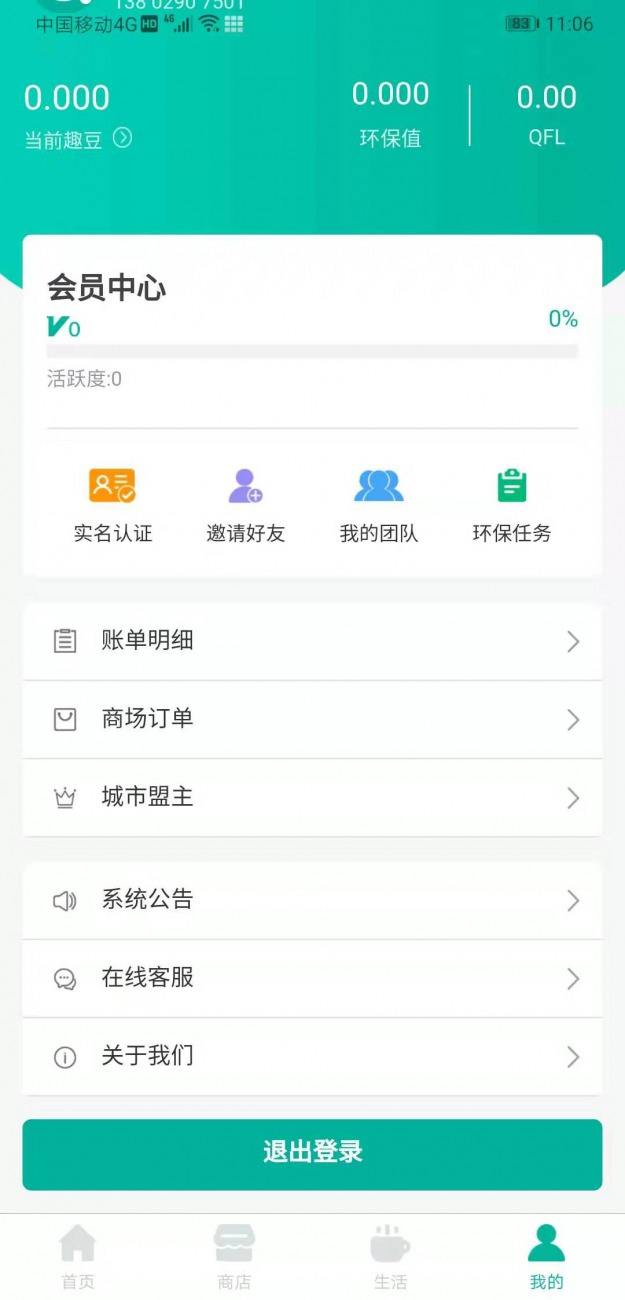 138 0290 7501
中国移动4G HD 4G 83 11:06
0.000 0.000 0.00
当前趣豆 环保值 QFL
会员中心
V0 0%
活跃度:0
实名认证 邀请好友 我的团队 环保任务
账单明细
商场订单
城市盟主
系统公告
在线客服
关于我们
退出登录
首页 商店 生活 我的